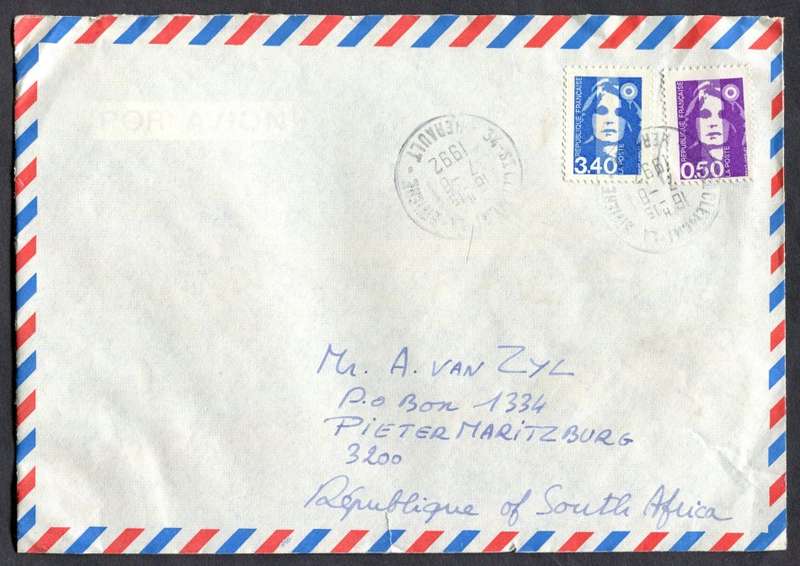 PAR AVION
REPUBLIQUE FRANÇAISE
LA POSTE
3.40
REPUBLIQUE FRANÇAISE
LA POSTE
0,50
HERAULT
1992
Mr. A. VAN ZYL
P.O BOX 1334
PIETERMARITZBURG
3200
République of South Africa